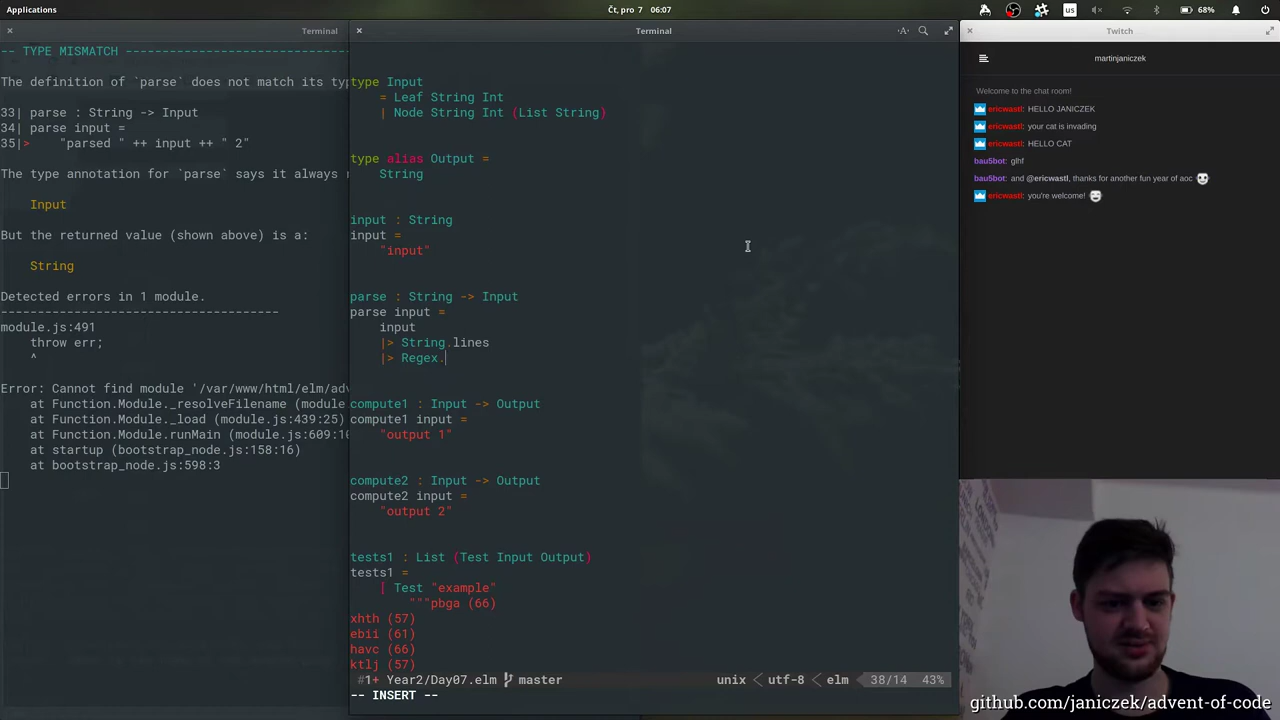 Applications
Čt, pro 7 06:07
us
68%
Terminal
Terminal
Twitch
-- TYPE MISMATCH ----------------------------
The definition of `parse` does not match its typ
33| parse : String -> Input
34| parse input =
35|> "parsed " ++ input ++ " 2"
The type annotation for `parse` says it always r
Input
But the returned value (shown above) is a:
String
Detected errors in 1 module.
--------------------------------------
module.js:491
throw err;
^
Error: Cannot find module '/var/www/html/elm/adv
at Function.Module._resolveFilename (module
at Function.Module._load (module.js:439:25)
at Function.Module.runMain (module.js:609:10
at startup (bootstrap_node.js:158:16)
at bootstrap_node.js:598:3
type Input
= Leaf String Int
| Node String Int (List String)
type alias Output =
String
input : String
input =
"input"
parse : String -> Input
parse input =
input
|> String.lines
|> Regex.
compute1 : Input -> Output
compute1 input =
"output 1"
compute2 : Input -> Output
compute2 input =
"output 2"
tests1 : List (Test Input Output)
tests1 =
[ Test "example"
"""pbga (66)
xhth (57)
ebii (61)
havc (66)
ktlj (57)
#1+ Year2/Day07.elm master unix < utf-8 < elm 38/14 43%
-- INSERT --
martinjaniczek
Welcome to the chat room!
ericwastl: HELLO JANICZEK
ericwastl: your cat is invading
ericwastl: HELLO CAT
bau5bot: glhf
bau5bot: and @ericwastl, thanks for another fun year of aoc
ericwastl: you're welcome!
github.com/janiczek/advent-of-code